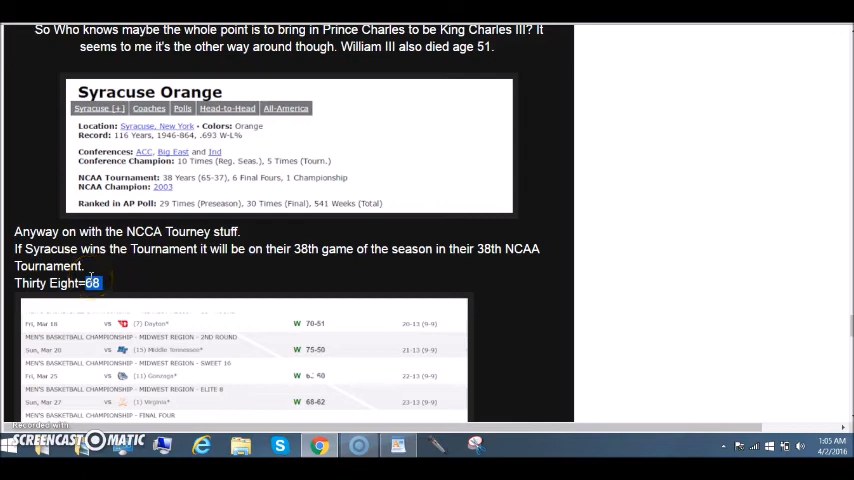 So Who knows maybe the whole point is to bring in Prince Charles to be King Charles III? It
seems to me it's the other way around though. William III also died age 51.
Syracuse Orange
Syracuse [+] Coaches Polls Head-to-Head All-America
Location: Syracuse, New York • Colors: Orange
Record: 116 Years, 1946-864, .693 W-L%
Conferences: ACC, Big East and Ind
Conference Champion: 10 Times (Reg. Seas.), 5 Times (Tourn.)
NCAA Tournament: 38 Years (65-37), 6 Final Fours, 1 Championship
NCAA Champion: 2003
Ranked in AP Poll: 29 Times (Preseason), 30 Times (Final), 541 Weeks (Total)
Anyway on with the NCCA Tourney stuff.
If Syracuse wins the Tournament it will be on their 38th game of the season in their 38th NCAA
Tournament.
Thirty Eight=68
Fri, Mar 18 vs (7) Dayton* W 70-51 20-13 (9-9)
MEN'S BASKETBALL CHAMPIONSHIP - MIDWEST REGION - 2ND ROUND
Sun, Mar 20 vs (15) Middle Tennessee* W 75-50 21-13 (9-9)
MEN'S BASKETBALL CHAMPIONSHIP - MIDWEST REGION - SWEET 16
Fri, Mar 25 vs (11) Gonzaga* W 22-13 (9-9)
MEN'S BASKETBALL CHAMPIONSHIP - MIDWEST REGION - ELITE 8
Sun, Mar 27 vs (1) Virginia* W 68-62 23-13 (9-9)
MEN'S BASKETBALL CHAMPIONSHIP - FINAL FOUR
Recorded with
SCREENCAST MATIC
1:05 AM
4/2/2016